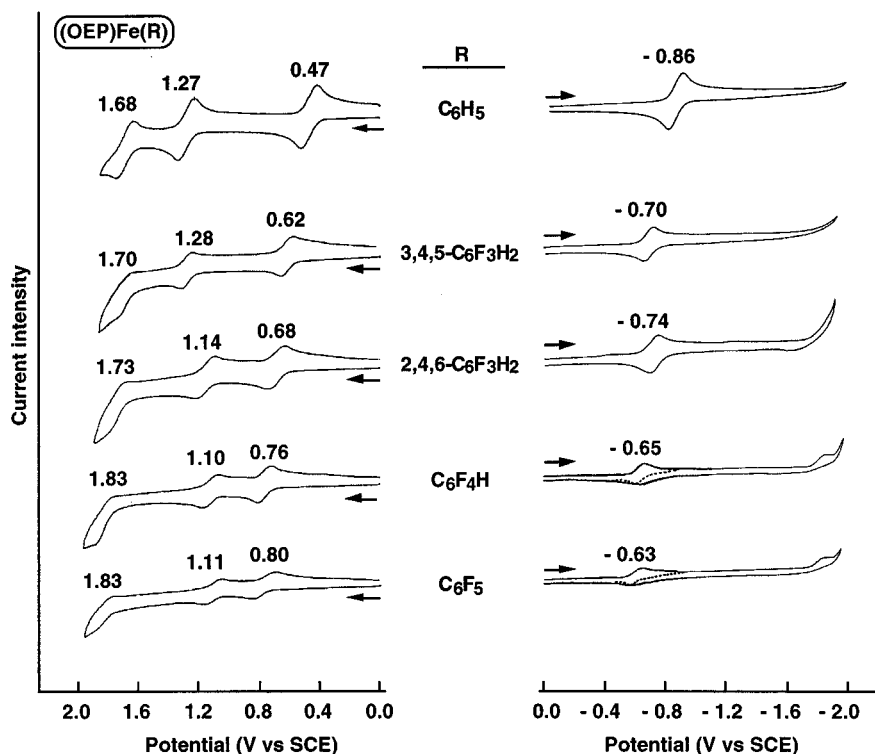 (OEP)Fe(R)
R
1.68 1.27 0.47 C6H5 - 0.86
1.70 1.28 0.62 3,4,5-C6F3H2 - 0.70
1.73 1.14 0.68 2,4,6-C6F3H2 - 0.74
1.83 1.10 0.76 C6F4H - 0.65
1.83 1.11 0.80 C6F5 - 0.63
Current intensity
2.0 1.6 1.2 0.8 0.4 0.0
Potential (V vs SCE)
0.0 - 0.4 - 0.8 - 1.2 - 1.6 - 2.0
Potential (V vs SCE)